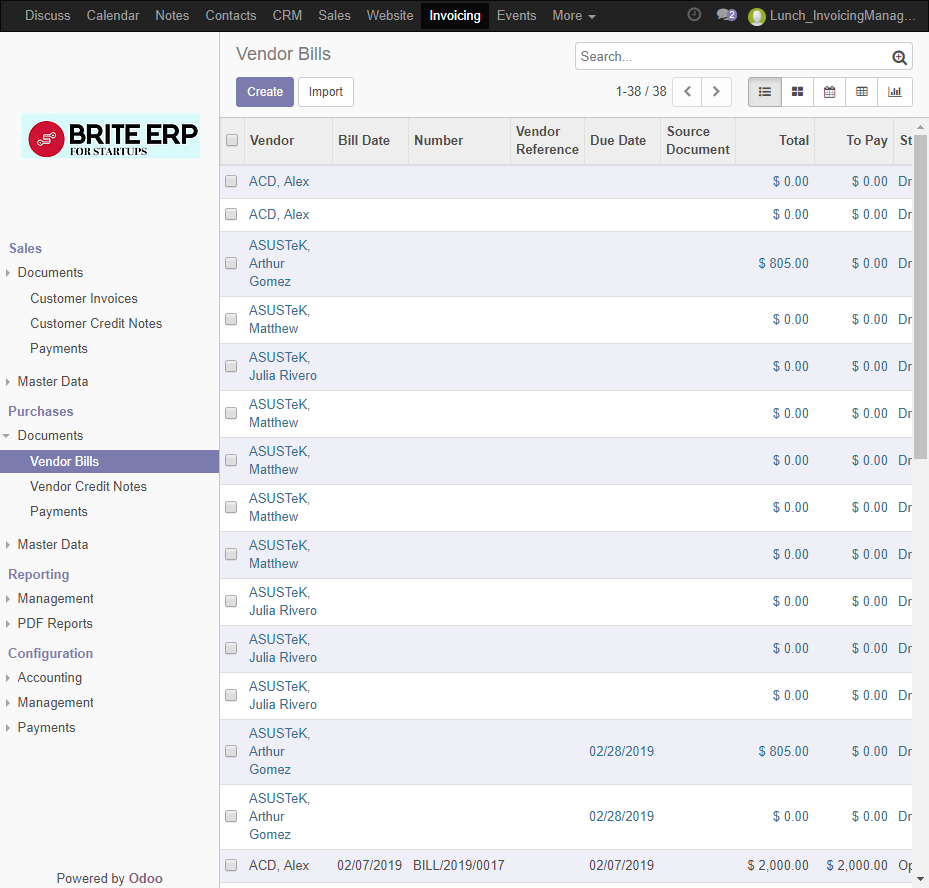 Discuss Calendar Notes Contacts CRM Sales Website Invoicing Events More 2 Lunch_InvoicingManag...
Vendor Bills
Search...
Create Import 1-38 / 38
BRITE ERP
FOR STARTUPS
Sales
Documents
Customer Invoices
Customer Credit Notes
Payments
Master Data
Purchases
Documents
Vendor Bills
Vendor Credit Notes
Payments
Master Data
Reporting
Management
PDF Reports
Configuration
Accounting
Management
Payments
Powered by Odoo
Vendor Bill Date Number Vendor Reference Due Date Source Document Total To Pay St
ACD, Alex $ 0.00 $ 0.00 Dr
ACD, Alex $ 0.00 $ 0.00 Dr
ASUSTeK,
Arthur $ 805.00 $ 0.00 Dr
Gomez
ASUSTeK,
Matthew $ 0.00 $ 0.00 Dr
ASUSTeK,
Julia Rivero $ 0.00 $ 0.00 Dr
ASUSTeK,
Matthew $ 0.00 $ 0.00 Dr
ASUSTeK,
Matthew $ 0.00 $ 0.00 Dr
ASUSTeK,
Matthew $ 0.00 $ 0.00 Dr
ASUSTeK,
Matthew $ 0.00 $ 0.00 Dr
ASUSTeK,
Julia Rivero $ 0.00 $ 0.00 Dr
ASUSTeK,
Julia Rivero $ 0.00 $ 0.00 Dr
ASUSTeK,
Julia Rivero $ 0.00 $ 0.00 Dr
ASUSTeK,
Arthur 02/28/2019 $ 805.00 $ 0.00 Dr
Gomez
ASUSTeK,
Arthur 02/28/2019 $ 0.00 $ 0.00 Dr
Gomez
ACD, Alex 02/07/2019 BILL/2019/0017 02/07/2019 $ 2,000.00 $ 2,000.00 Op